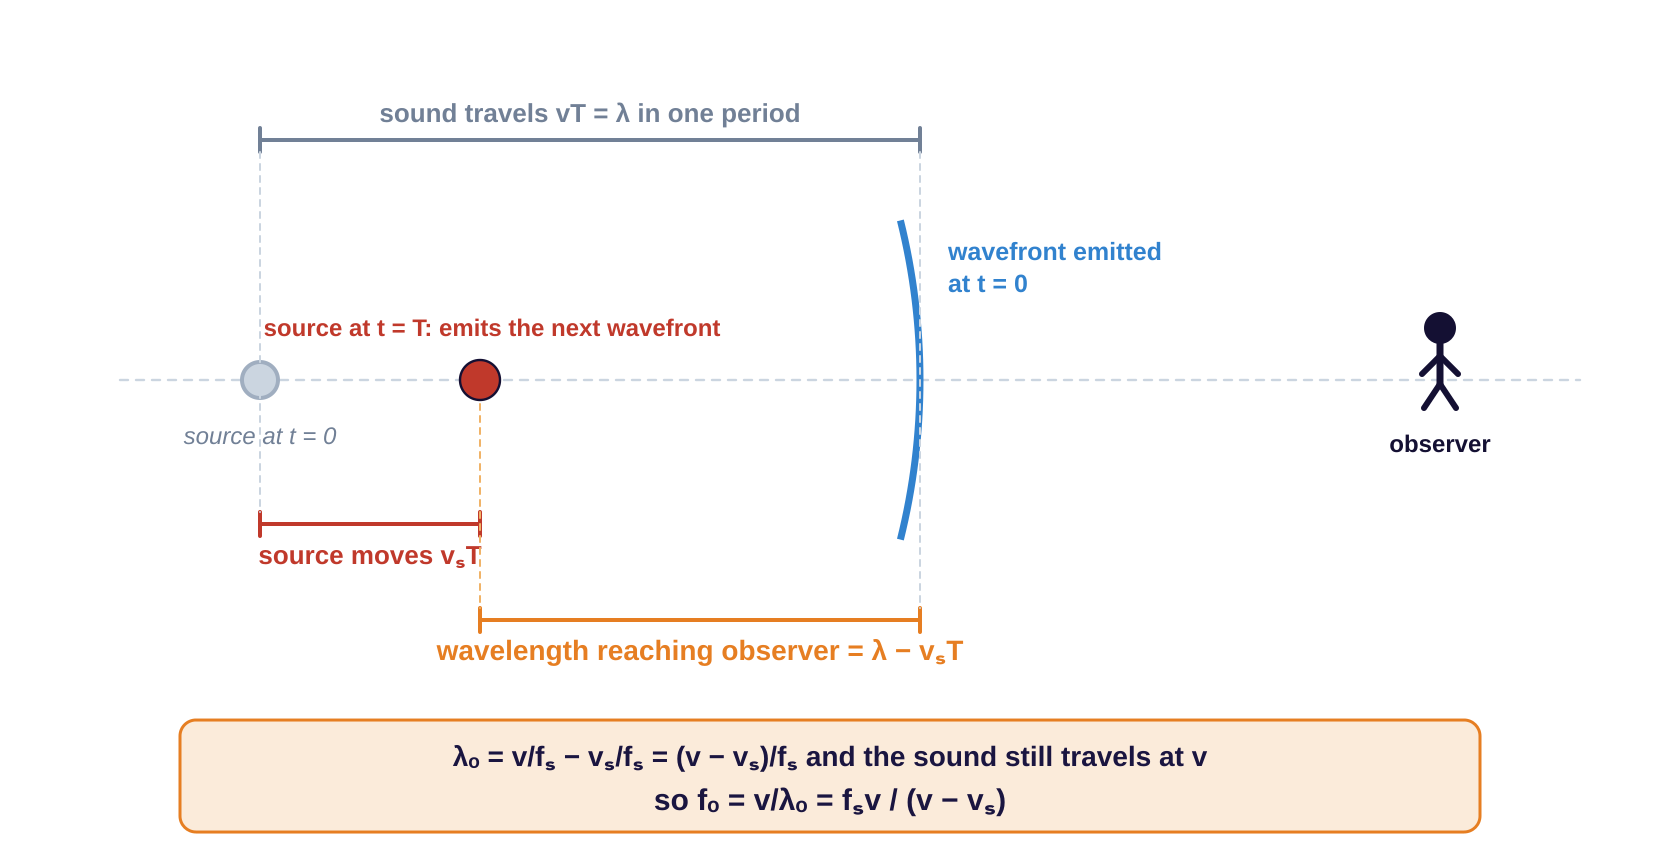 sound travels vT = λ in one period
wavefront emitted
at t = 0
source at t = T: emits the next wavefront
source at t = 0
observer
source moves vₛT
wavelength reaching observer = λ − vₛT
λₒ = v/fₛ − vₛ/fₛ = (v − vₛ)/fₛ and the sound still travels at v
so fₒ = v/λₒ = fₛv / (v − vₛ)